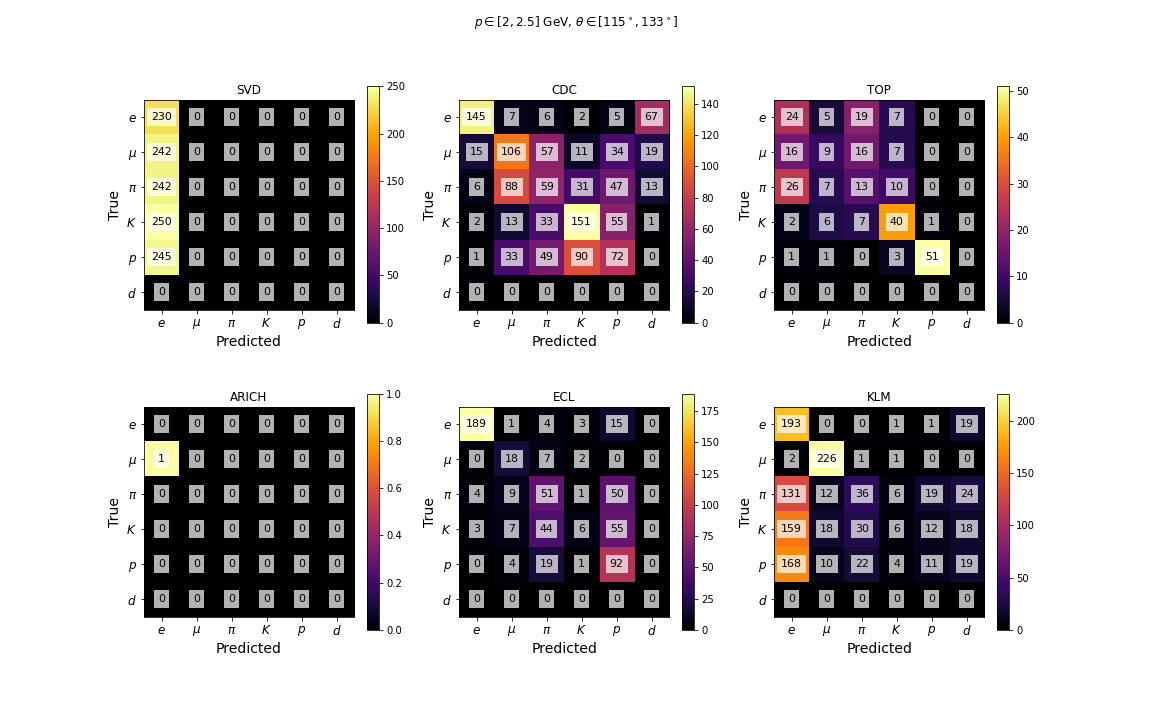 p ∈ [2, 2.5] GeV, θ ∈ [115°, 133°]
SVD
True
e 230 0 0 0 0 0
μ 242 0 0 0 0 0
π 242 0 0 0 0 0
K 250 0 0 0 0 0
p 245 0 0 0 0 0
d 0 0 0 0 0 0
e μ π K p d
Predicted
250
200
150
100
50
0
CDC
True
e 145 7 6 2 5 67
μ 15 106 57 11 34 19
π 6 88 59 31 47 13
K 2 13 33 151 55 1
p 1 33 49 90 72 0
d 0 0 0 0 0 0
e μ π K p d
Predicted
140
120
100
80
60
40
20
0
TOP
True
e 24 5 19 7 0 0
μ 16 9 16 7 0 0
π 26 7 13 10 0 0
K 2 6 7 40 1 0
p 1 1 0 3 51 0
d 0 0 0 0 0 0
e μ π K p d
Predicted
50
40
30
20
10
0
ARICH
True
e 0 0 0 0 0 0
μ 1 0 0 0 0 0
π 0 0 0 0 0 0
K 0 0 0 0 0 0
p 0 0 0 0 0 0
d 0 0 0 0 0 0
e μ π K p d
Predicted
1.0
0.8
0.6
0.4
0.2
0.0
ECL
True
e 189 1 4 3 15 0
μ 0 18 7 2 0 0
π 4 9 51 1 50 0
K 3 7 44 6 55 0
p 0 4 19 1 92 0
d 0 0 0 0 0 0
e μ π K p d
Predicted
175
150
125
100
75
50
25
0
KLM
True
e 193 0 0 1 1 19
μ 2 226 1 1 0 0
π 131 12 36 6 19 24
K 159 18 30 6 12 18
p 168 10 22 4 11 19
d 0 0 0 0 0 0
e μ π K p d
Predicted
200
150
100
50
0